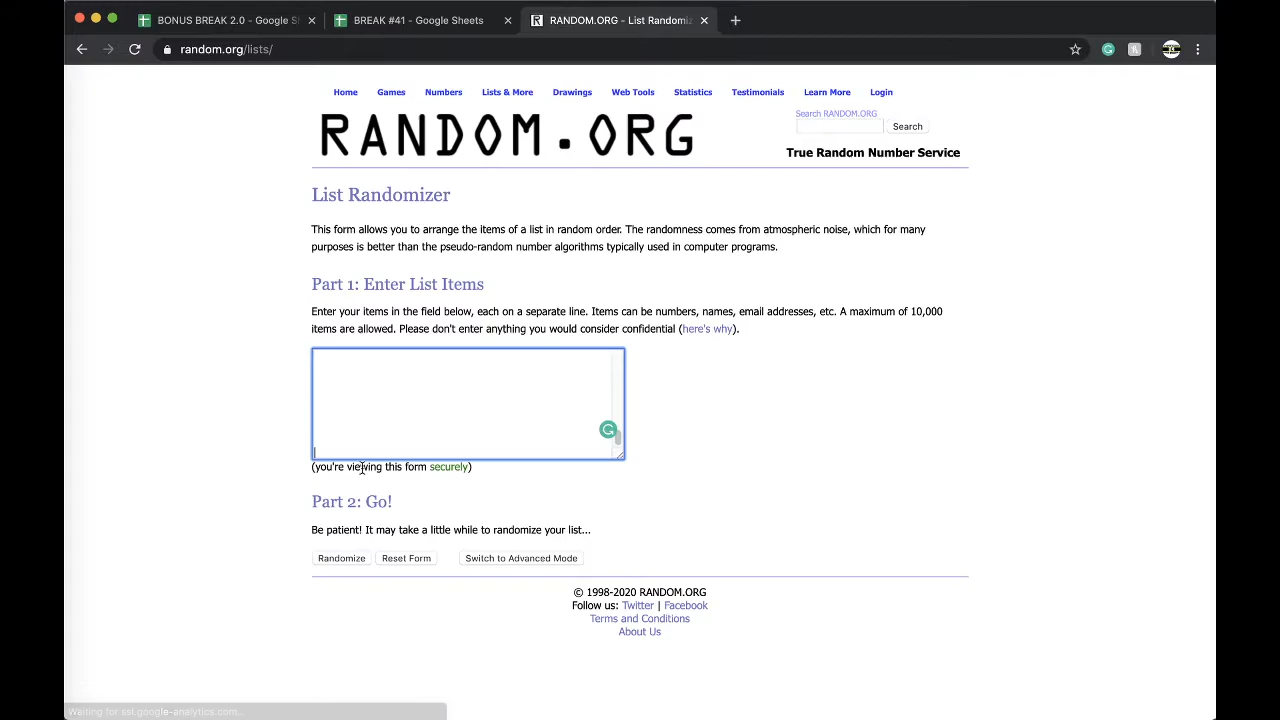 BONUS BREAK 2.0 - Google S
BREAK #41 - Google Sheets
RANDOM.ORG - List Randomiz
random.org/lists/
Home Games Numbers Lists & More Drawings Web Tools Statistics Testimonials Learn More Login
Search RANDOM.ORG
RANDOM.ORG
Search
True Random Number Service
List Randomizer
This form allows you to arrange the items of a list in random order. The randomness comes from atmospheric noise, which for many
purposes is better than the pseudo-random number algorithms typically used in computer programs.
Part 1: Enter List Items
Enter your items in the field below, each on a separate line. Items can be numbers, names, email addresses, etc. A maximum of 10,000
items are allowed. Please don't enter anything you would consider confidential (here's why).
(you're viewing this form securely)
Part 2: Go!
Be patient! It may take a little while to randomize your list...
Randomize Reset Form Switch to Advanced Mode
© 1998-2020 RANDOM.ORG
Follow us: Twitter | Facebook
Terms and Conditions
About Us
Waiting for ssl.google-analytics.com...